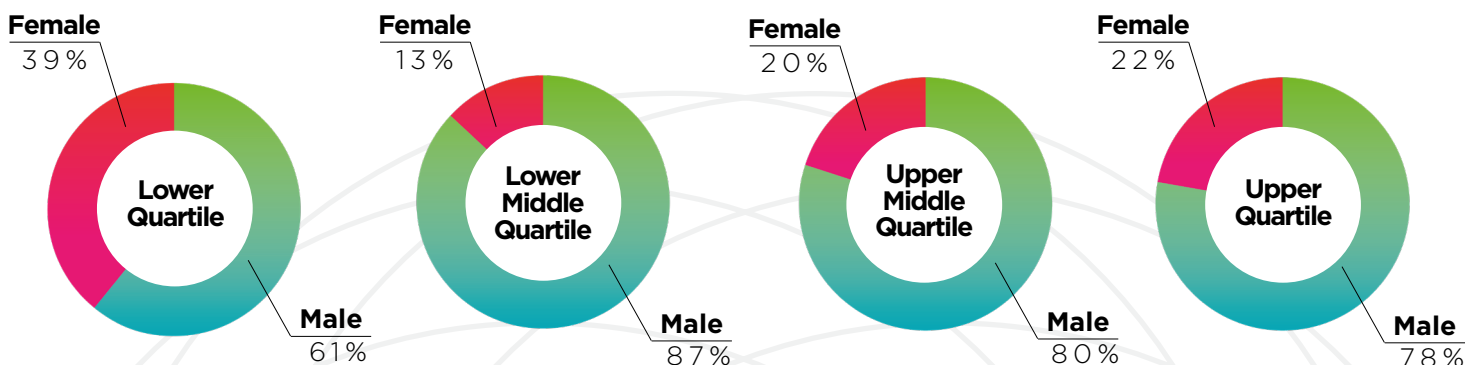 Female
39%
Lower
Quartile
Male
61%
Female
13%
Lower
Middle
Quartile
Male
87%
Female
20%
Upper
Middle
Quartile
Male
80%
Female
22%
Upper
Quartile
Male
78%